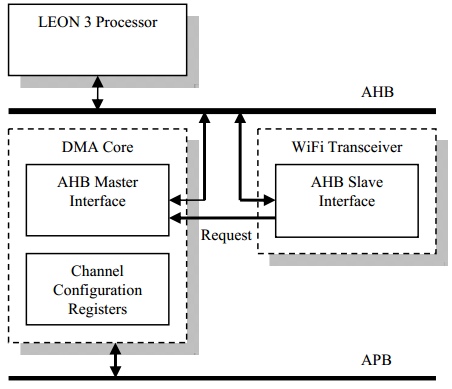 LEON 3 Processor
AHB
DMA Core
WiFi Transceiver
AHB Master
Interface
AHB Slave
Interface
Request
Channel
Configuration
Registers
APB